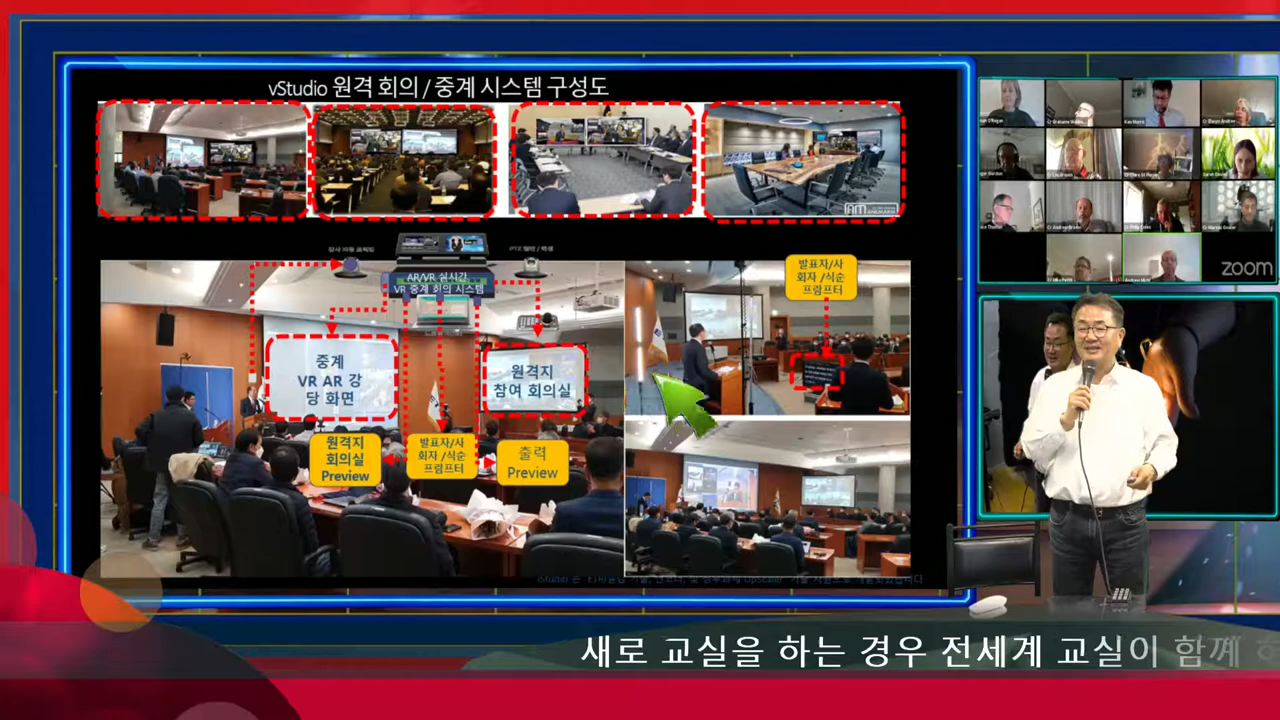 vStudio 원격 회의 / 중계 시스템 구성도
AR/VR 실시간
VR 중계 회의 시스템
중계
VR AR 강
당 화면
원격지
참여 회의실
발표자/사
회자 /식순
프람프터
원격지
회의실
Preview
발표자/사
회자 /식순
프람프터
출력
Preview
zoom
새로 교실을 하는 경우 전세계 교실이 함께